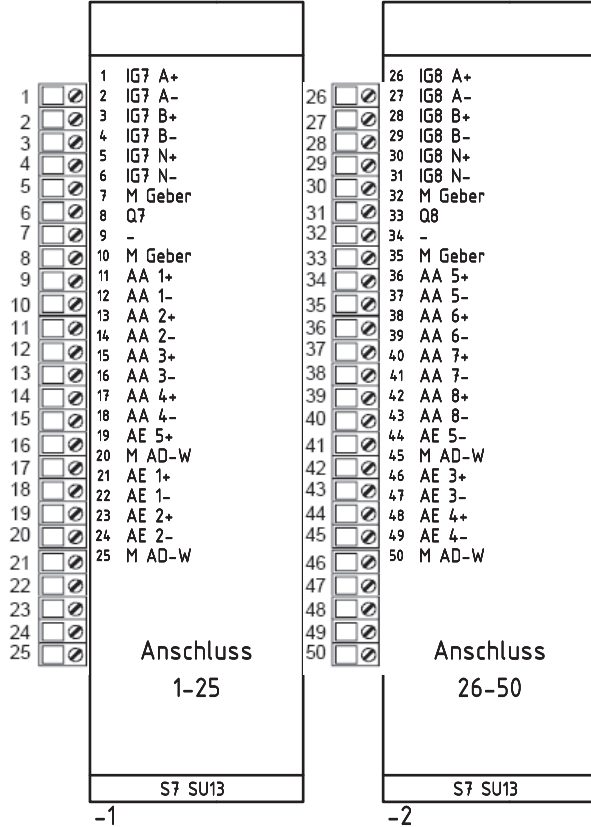 1 IG7 A+
2 IG7 A-
3 IG7 B+
4 IG7 B-
5 IG7 N+
6 IG7 N-
7 M Geber
8 Q7
9 -
10 M Geber
11 AA 1+
12 AA 1-
13 AA 2+
14 AA 2-
15 AA 3+
16 AA 3-
17 AA 4+
18 AA 4-
19 AE 5+
20 M AD-W
21 AE 1+
22 AE 1-
23 AE 2+
24 AE 2-
25 M AD-W
1
2
3
4
5
6
7
8
9
10
11
12
13
14
15
16
17
18
19
20
21
22
23
24
25
Anschluss
1-25
S7 SU13
-1
26 IG8 A+
27 IG8 A-
28 IG8 B+
29 IG8 B-
30 IG8 N+
31 IG8 N-
32 M Geber
33 Q8
34 -
35 M Geber
36 AA 5+
37 AA 5-
38 AA 6+
39 AA 6-
40 AA 7+
41 AA 7-
42 AA 8+
43 AA 8-
44 AE 5-
45 M AD-W
46 AE 3+
47 AE 3-
48 AE 4+
49 AE 4-
50 M AD-W
26
27
28
29
30
31
32
33
34
35
36
37
38
39
40
41
42
43
44
45
46
47
48
49
50
Anschluss
26-50
S7 SU13
-2